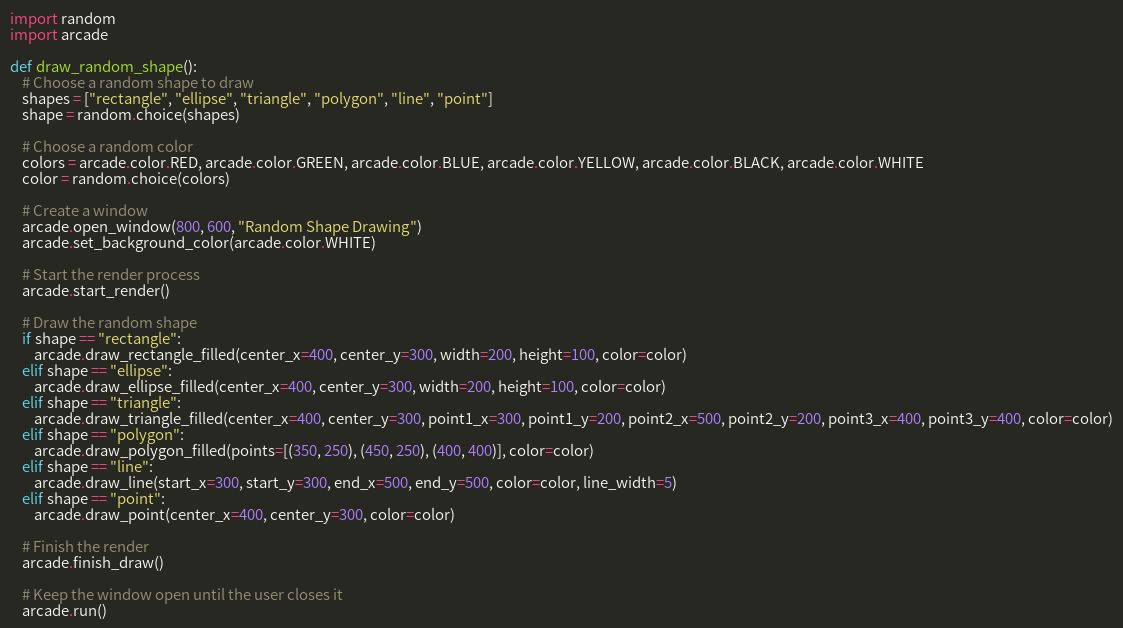 import random
import arcade

def draw_random_shape():
    # Choose a random shape to draw
    shapes = ["rectangle", "ellipse", "triangle", "polygon", "line", "point"]
    shape = random.choice(shapes)

    # Choose a random color
    colors = arcade.color.RED, arcade.color.GREEN, arcade.color.BLUE, arcade.color.YELLOW, arcade.color.BLACK, arcade.color.WHITE
    color = random.choice(colors)

    # Create a window
    arcade.open_window(800, 600, "Random Shape Drawing")
    arcade.set_background_color(arcade.color.WHITE)

    # Start the render process
    arcade.start_render()

    # Draw the random shape
    if shape == "rectangle":
        arcade.draw_rectangle_filled(center_x=400, center_y=300, width=200, height=100, color=color)
    elif shape == "ellipse":
        arcade.draw_ellipse_filled(center_x=400, center_y=300, width=200, height=100, color=color)
    elif shape == "triangle":
        arcade.draw_triangle_filled(center_x=400, center_y=300, point1_x=300, point1_y=200, point2_x=500, point2_y=200, point3_x=400, point3_y=400, color=color)
    elif shape == "polygon":
        arcade.draw_polygon_filled(points=[(350, 250), (450, 250), (400, 400)], color=color)
    elif shape == "line":
        arcade.draw_line(start_x=300, start_y=300, end_x=500, end_y=500, color=color, line_width=5)
    elif shape == "point":
        arcade.draw_point(center_x=400, center_y=300, color=color)

    # Finish the render
    arcade.finish_draw()

    # Keep the window open until the user closes it
    arcade.run()